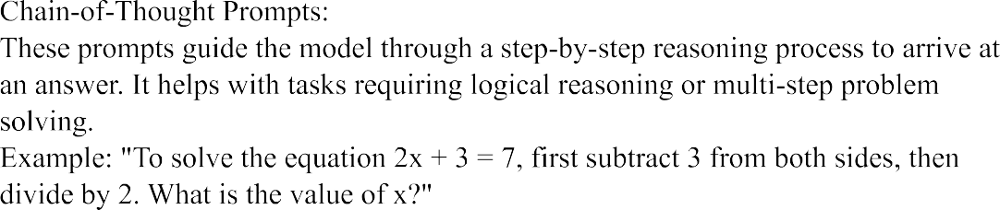 Chain-of-Thought Prompts:
These prompts guide the model through a step-by-step reasoning process to arrive at
an answer. It helps with tasks requiring logical reasoning or multi-step problem
solving.
Example: "To solve the equation 2x + 3 = 7, first subtract 3 from both sides, then
divide by 2. What is the value of x?"